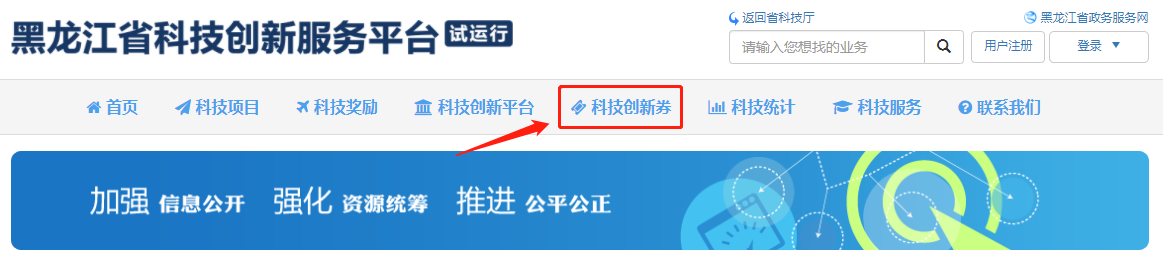 黑龙江省科技创新服务平台 试运行
返回省科技厅 黑龙江省政务服务网
请输入您想找的业务 用户注册 登录
首页 科技项目 科技奖励 科技创新平台 科技创新券 科技统计 科技服务 联系我们
加强 信息公开 强化 资源统筹 推进 公平公正